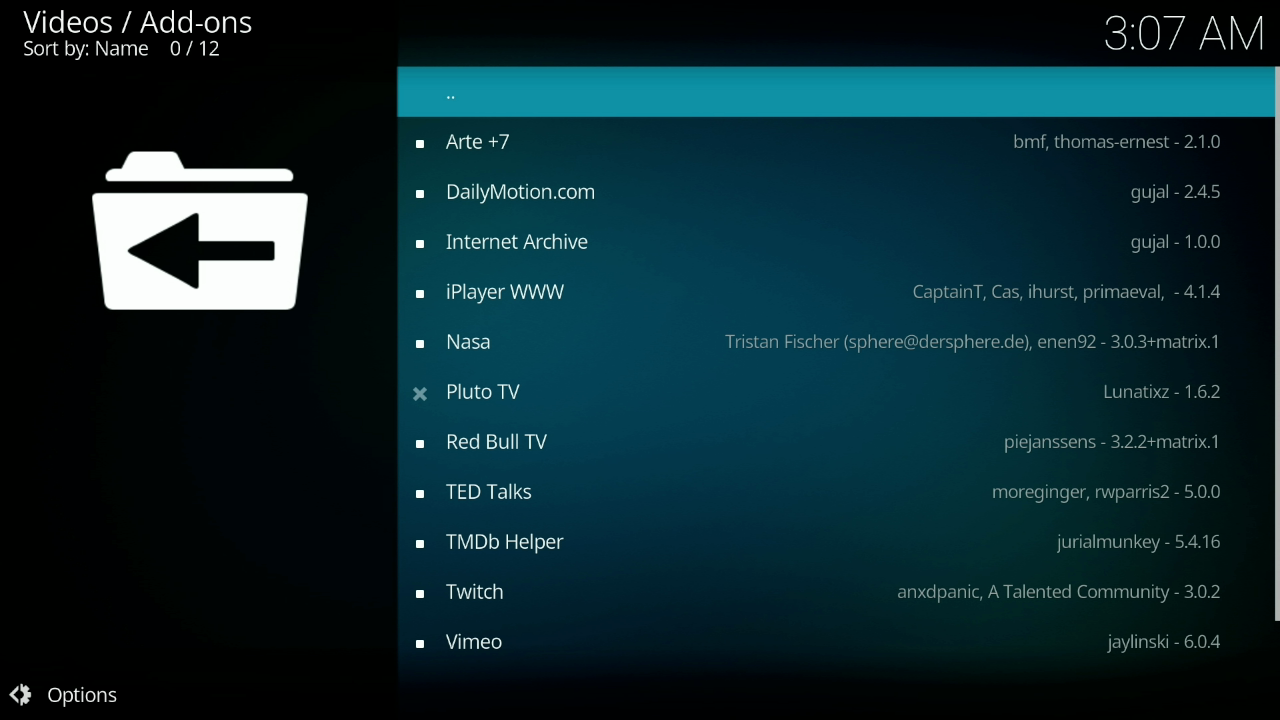 Videos / Add-ons
Sort by: Name 0 / 12
3:07 AM
..
Arte +7 bmf, thomas-ernest - 2.1.0
DailyMotion.com gujal - 2.4.5
Internet Archive gujal - 1.0.0
iPlayer WWW CaptainT, Cas, ihurst, primaeval,  - 4.1.4
Nasa Tristan Fischer (sphere@dersphere.de), enen92 - 3.0.3+matrix.1
Pluto TV Lunatixz - 1.6.2
Red Bull TV piejanssens - 3.2.2+matrix.1
TED Talks moreginger, rwparris2 - 5.0.0
TMDb Helper jurialmunkey - 5.4.16
Twitch anxdpanic, A Talented Community - 3.0.2
Vimeo jaylinski - 6.0.4
Options